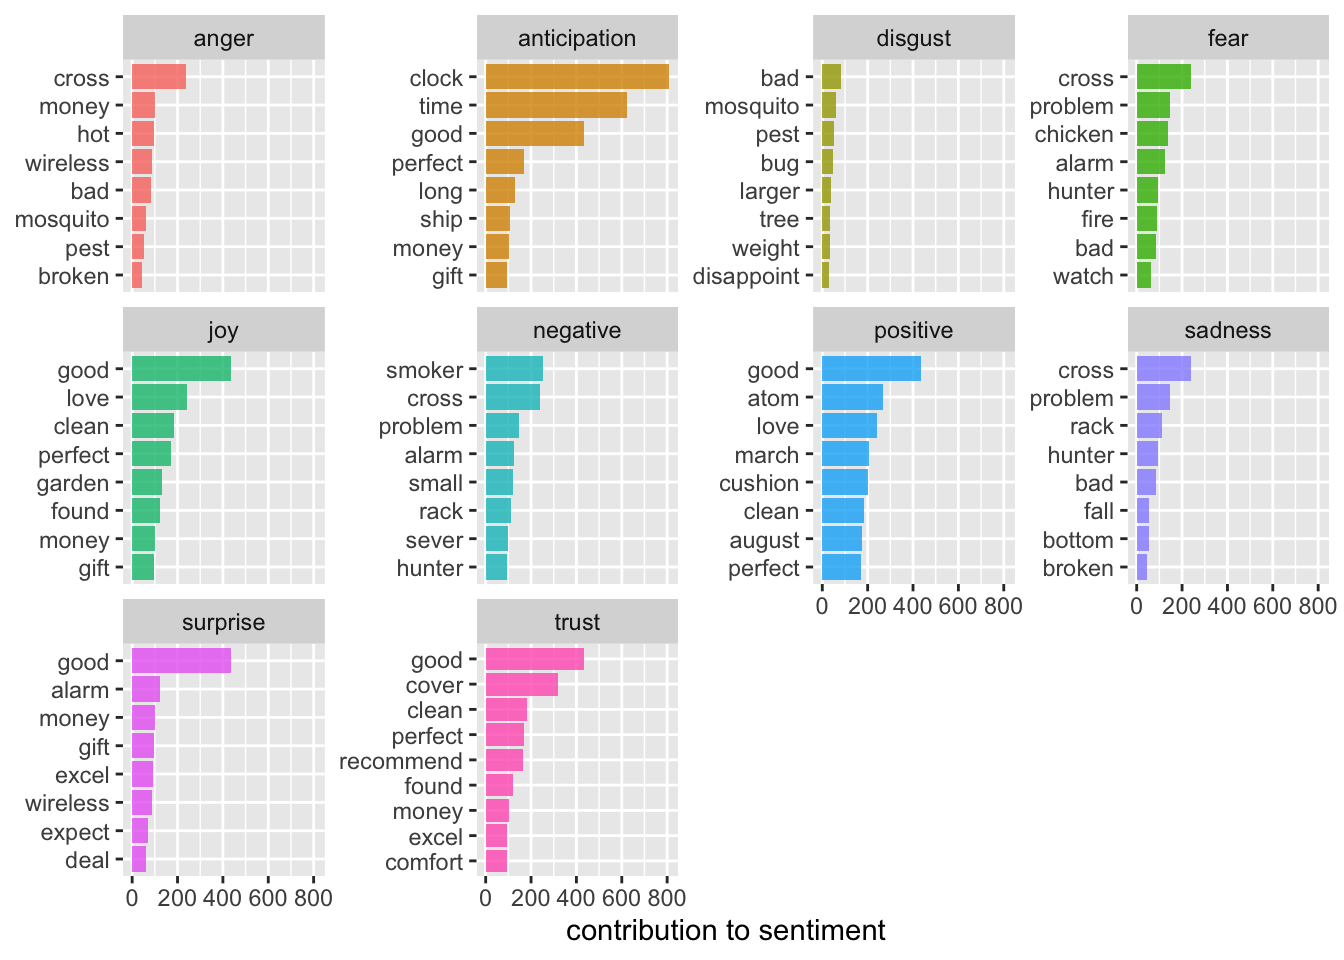 anger
cross
money
hot
wireless
bad
mosquito
pest
broken
anticipation
clock
time
good
perfect
long
ship
money
gift
disgust
bad
mosquito
pest
bug
larger
tree
weight
disappoint
fear
cross
problem
chicken
alarm
hunter
fire
bad
watch
joy
good
love
clean
perfect
garden
found
money
gift
negative
smoker
cross
problem
alarm
small
rack
sever
hunter
positive
good
atom
love
march
cushion
clean
august
perfect
0 200 400 600 800
sadness
cross
problem
rack
hunter
bad
fall
bottom
broken
0 200 400 600 800
surprise
good
alarm
money
gift
excel
wireless
expect
deal
0 200 400 600 800
trust
good
cover
clean
perfect
recommend
found
money
excel
comfort
0 200 400 600 800
contribution to sentiment